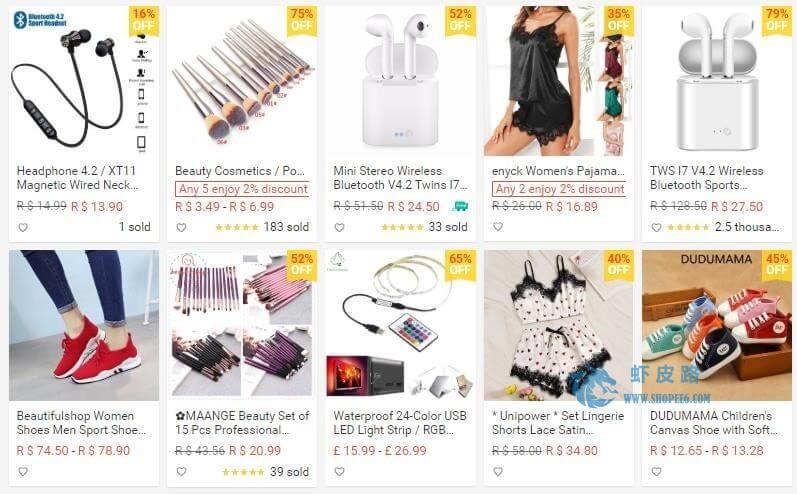 Bluetooth 4.2
Sport Headset
16%
OFF
Headphone 4.2 / XT11
Magnetic Wired Neck...
R$14.99 R$13.90
1 sold
75%
OFF
06#
05#
03#
02#
01#
Beauty Cosmetics / Po...
Any 5 enjoy 2% discount
R$3.49 - R$6.99
183 sold
52%
OFF
Mini Stereo Wireless
Bluetooth V4.2 Twins I7...
R$51.50 R$24.50
33 sold
35%
OFF
enyck Women's Pajama...
Any 2 enjoy 2% discount
R$26.00 R$16.89
79%
OFF
TWS I7 V4.2 Wireless
Bluetooth Sports...
R$128.50 R$27.50
2.5 thousa...
Beautifulshop Women
Shoes Men Sport Shoe...
R$74.50 - R$78.90
52%
OFF
✿MAANGE Beauty Set of
15 Pcs Professional...
R$43.56 R$20.99
39 sold
65%
OFF
Waterproof 24-Color USB
LED Light Strip / RGB...
£15.99 - £26.99
40%
OFF
* Unipower * Set Lingerie
Shorts Lace Satin...
R$58.00 R$34.80
DUDUMAMA
45%
OFF
DUDUMAMA Children's
Canvas Shoe with Soft...
R$12.65 - R$13.28
虾皮路
WWW.SHOPEE6.COM